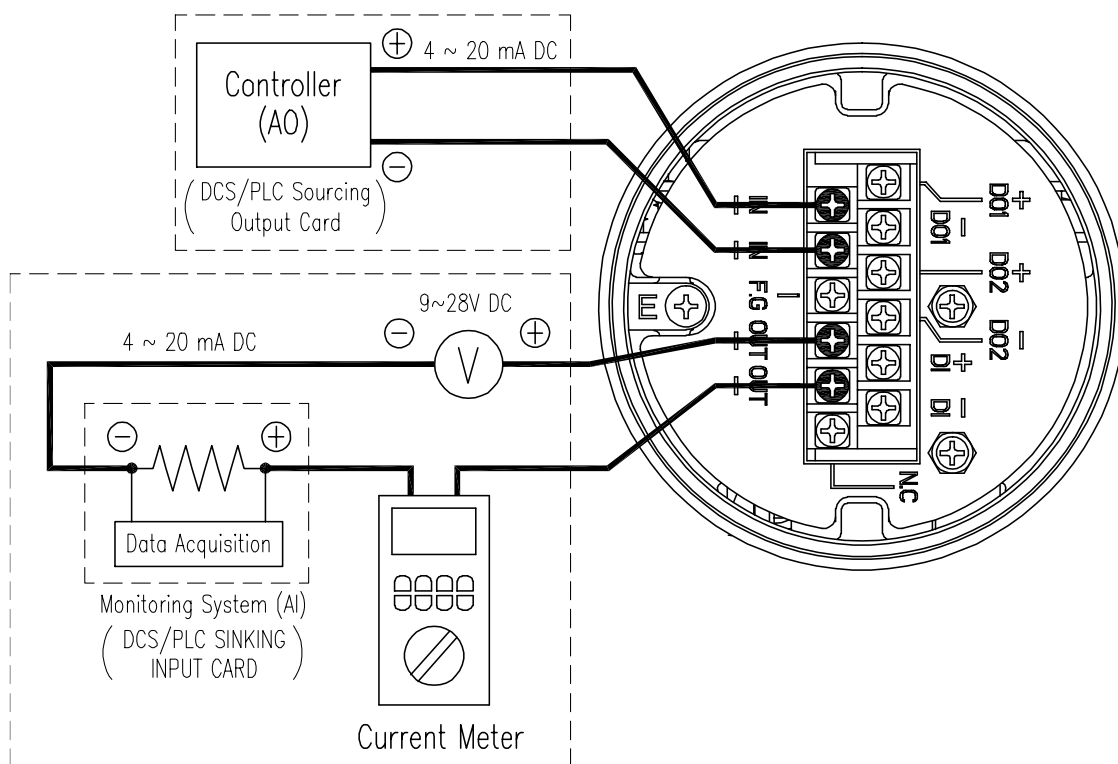 ⊕ 4 ~ 20 mA DC
Controller
(AO)
⊖
(DCS/PLC Sourcing
Output Card)
9~28V DC
⊖ V ⊕
4 ~ 20 mA DC
⊖ ⊕
Data Acquisition
Monitoring System (AI)
(DCS/PLC SINKING
INPUT CARD)
Current Meter
E
IN
IN
F.G
OUT
OUT
DO1 +
DO1 –
DO2 +
DO2 –
DI +
DI –
N.C